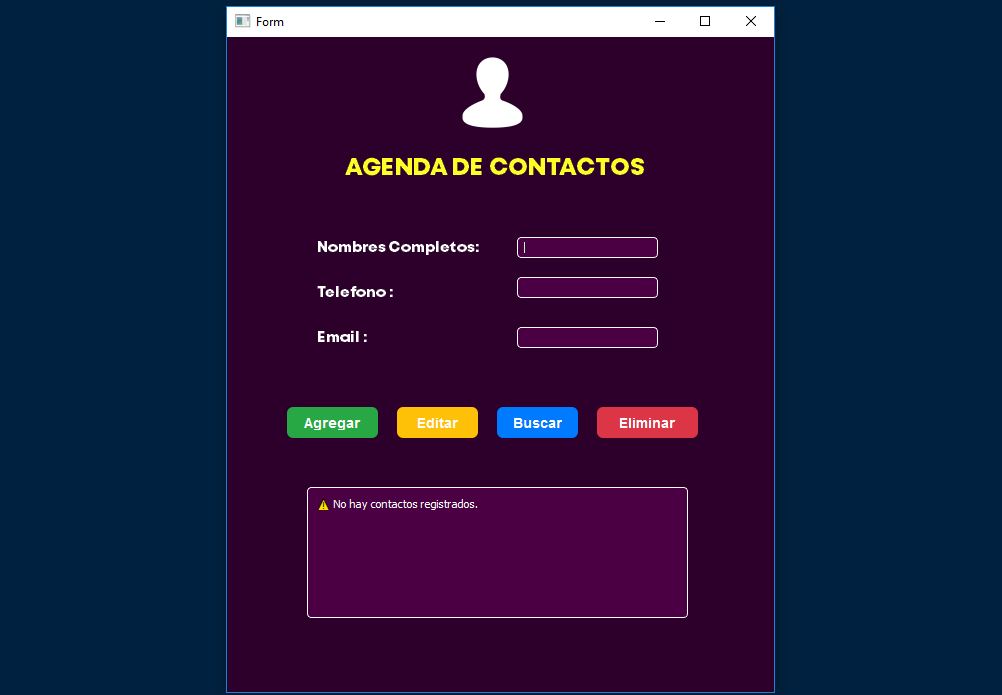 Form
AGENDA DE CONTACTOS
Nombres Completos:
Telefono :
Email :
Agregar Editar Buscar Eliminar
⚠ No hay contactos registrados.